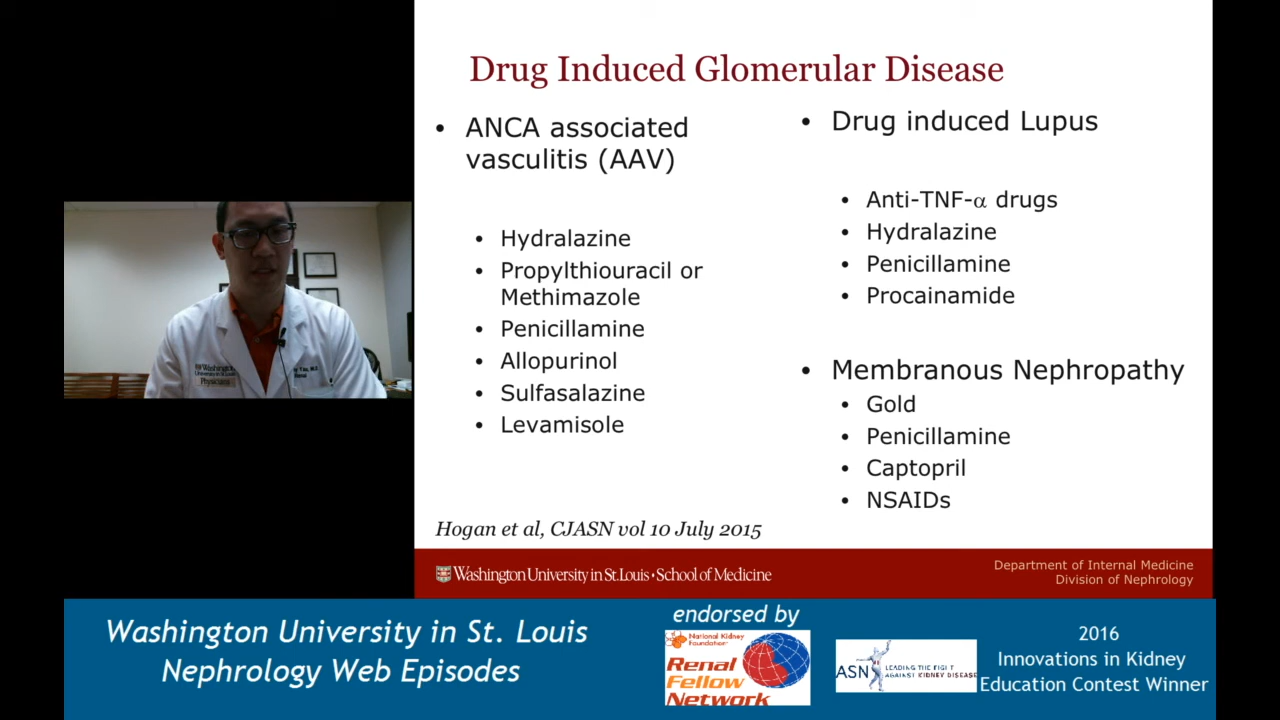 Drug Induced Glomerular Disease
• ANCA associated
vasculitis (AAV)
• Hydralazine
• Propylthiouracil or
Methimazole
• Penicillamine
• Allopurinol
• Sulfasalazine
• Levamisole
• Drug induced Lupus
• Anti-TNF-α drugs
• Hydralazine
• Penicillamine
• Procainamide
• Membranous Nephropathy
• Gold
• Penicillamine
• Captopril
• NSAIDs
Hogan et al, CJASN vol 10 July 2015
Washington University in St. Louis • School of Medicine
Department of Internal Medicine
Division of Nephrology
Washington
Physicians
Washington University in St. Louis
Nephrology Web Episodes
endorsed by
National Kidney
Foundation
Renal
Fellow
Network
ASN
LEADING THE FIGHT
AGAINST KIDNEY DISEASE
2016
Innovations in Kidney
Education Contest Winner